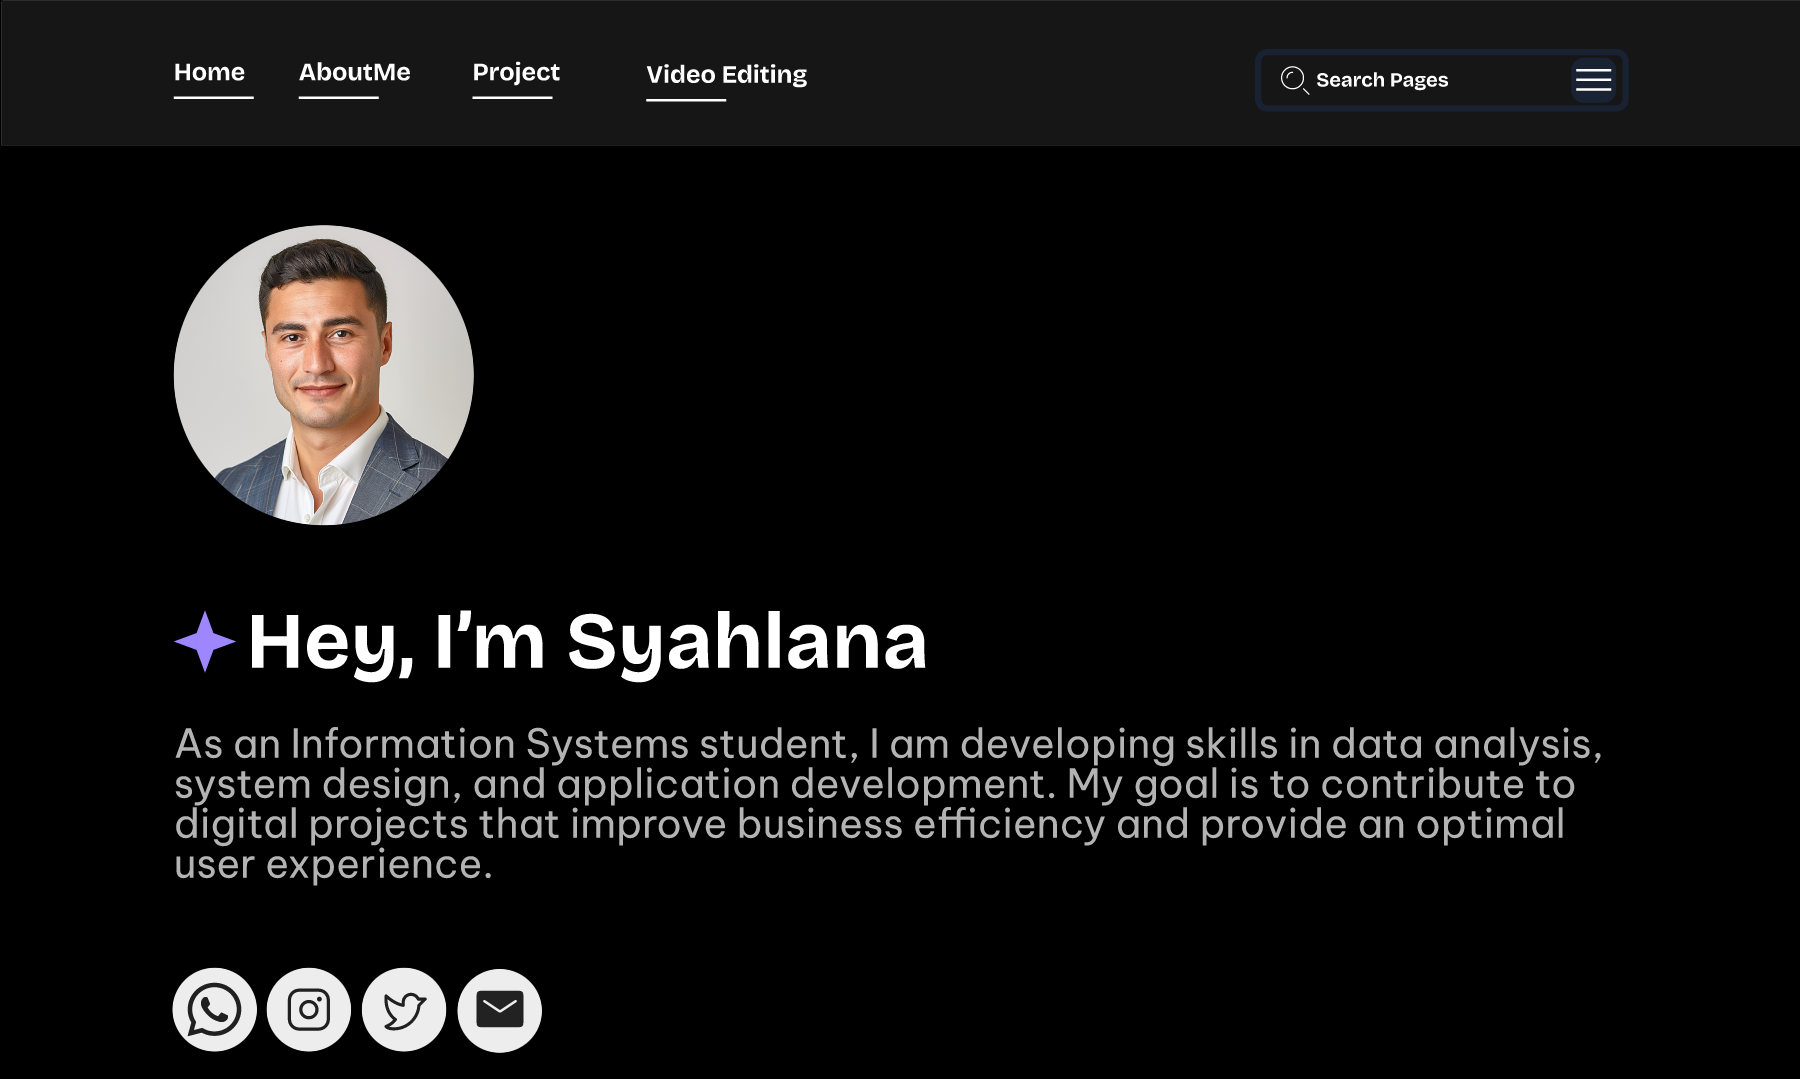 Home
AboutMe
Project
Video Editing
Search Pages
Hey, I’m Syahlana
As an Information Systems student, I am developing skills in data analysis,
system design, and application development. My goal is to contribute to
digital projects that improve business efficiency and provide an optimal
user experience.